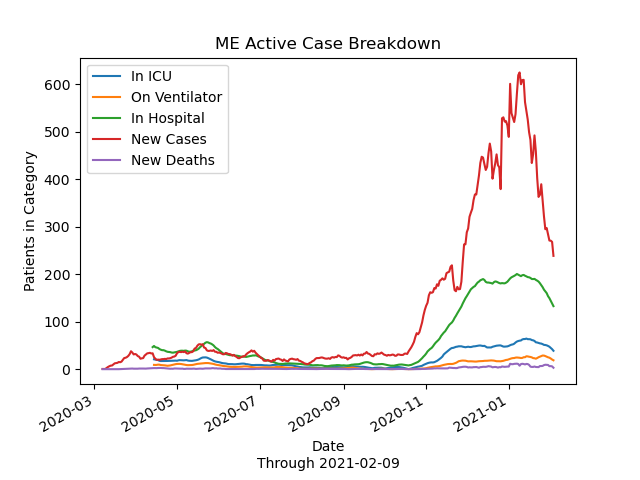 ME Active Case Breakdown
In ICU
On Ventilator
In Hospital
New Cases
New Deaths
Patients in Category
600
500
400
300
200
100
0
2020-03
2020-05
2020-07
2020-09
2020-11
2021-01
Date
Through 2021-02-09